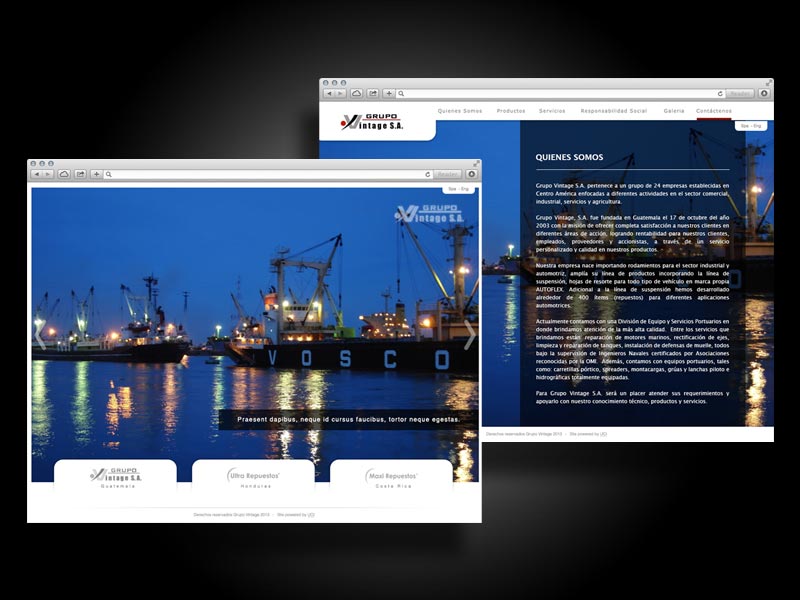 Reader
Spa - Eng
GRUPO
Vintage S.A.
VOSCO
Praesent dapibus, neque id cursus faucibus, tortor neque egestas.
GRUPO
Vintage S.A.
Guatemala
Ultra Repuestos
Honduras
Maxi Repuestos
Costa Rica
Derechos reservados Grupo Vintage 2013 - Site powered by
Reader
GRUPO
Vintage S.A.
Quienes Somos Productos Servicios Responsabilidad Social Galeria Contáctenos
Spa - Eng
QUIENES SOMOS
Grupo Vintage S.A. pertenece a un grupo de 24 empresas establecidas en
Centro América enfocadas a diferentes actividades en el sector comercial,
industrial, servicios y agricultura.
Grupo Vintage, S.A. fue fundada en Guatemala el 17 de octubre del año
2003 con la misión de ofrecer completa satisfacción a nuestros clientes en
diferentes áreas de acción, logrando rentabilidad para nuestros clientes,
empleados, proveedores y accionistas, a través de un servicio
personalizado y calidad en nuestros productos.
Nuestra empresa nace importando rodamientos para el sector industrial y
automotriz, amplía su línea de productos incorporando la línea de
suspensión, hojas de resorte para todo tipo de vehículo en marca propia
AUTOFLEX. Adicional a la línea de suspensión hemos desarrollado
alrededor de 400 ítems (repuestos) para diferentes aplicaciones
automotrices.
Actualmente contamos con una División de Equipo y Servicios Portuarios en
donde brindamos atención de la más alta calidad. Entre los servicios que
brindamos están: reparación de motores marinos, rectificación de ejes,
limpieza y reparación de tanques, instalación de defensas de muelle, todos
bajo la supervisión de Ingenieros Navales certificados por Asociaciones
reconocidas por la OMI. Además, contamos con equipos portuarios, tales
como: carretillas pórtico, spreaders, montacargas, grúas y lanchas piloto e
hidrográficas totalmente equipadas.
Para Grupo Vintage S.A. será un placer atender sus requerimientos y
apoyarlo con nuestro conocimiento técnico, productos y servicios.
Derechos reservados Grupo Vintage 2013 - Site powered by